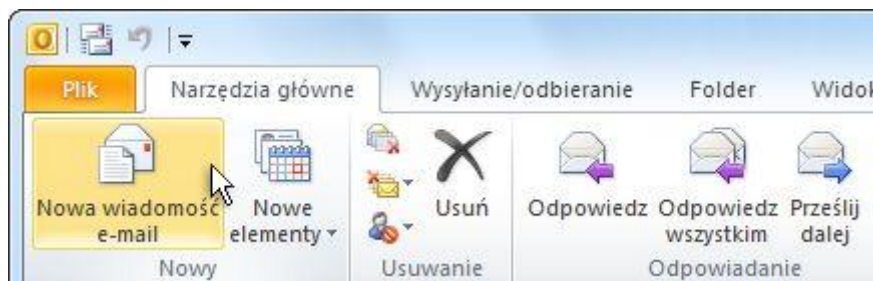 Plik Narzędzia główne Wysyłanie/odbieranie Folder Widok
Nowa wiadomość e-mail
Nowe elementy
Usuń
Odpowiedz
Odpowiedz wszystkim
Prześlij dalej
Nowy Usuwanie Odpowiadanie